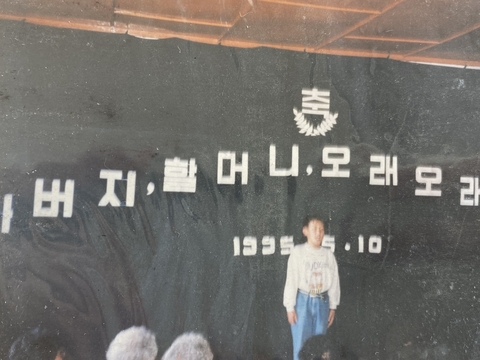 축
버지, 할머니, 오래오래
1995 5.10